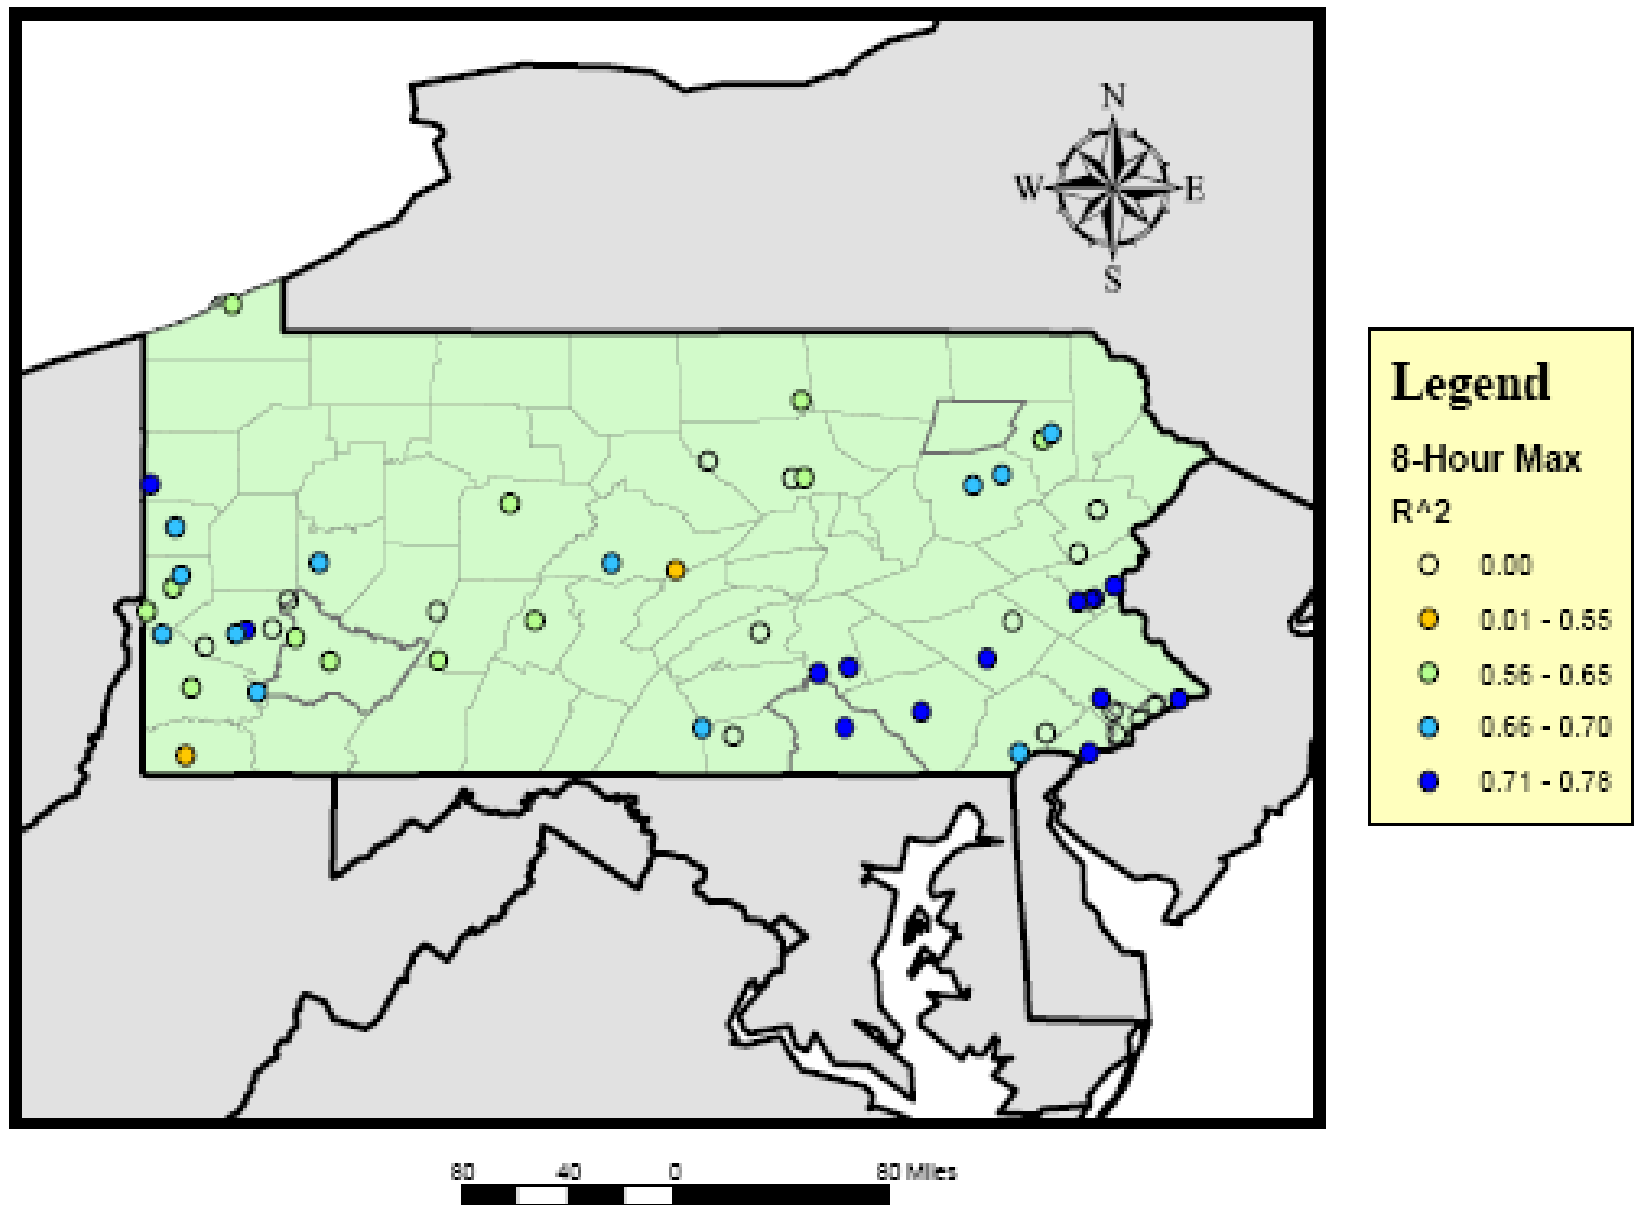 N
W E
S
Legend
8-Hour Max
R^2
0.00
0.01 - 0.55
0.56 - 0.65
0.66 - 0.70
0.71 - 0.78
80 40 0 80 Miles